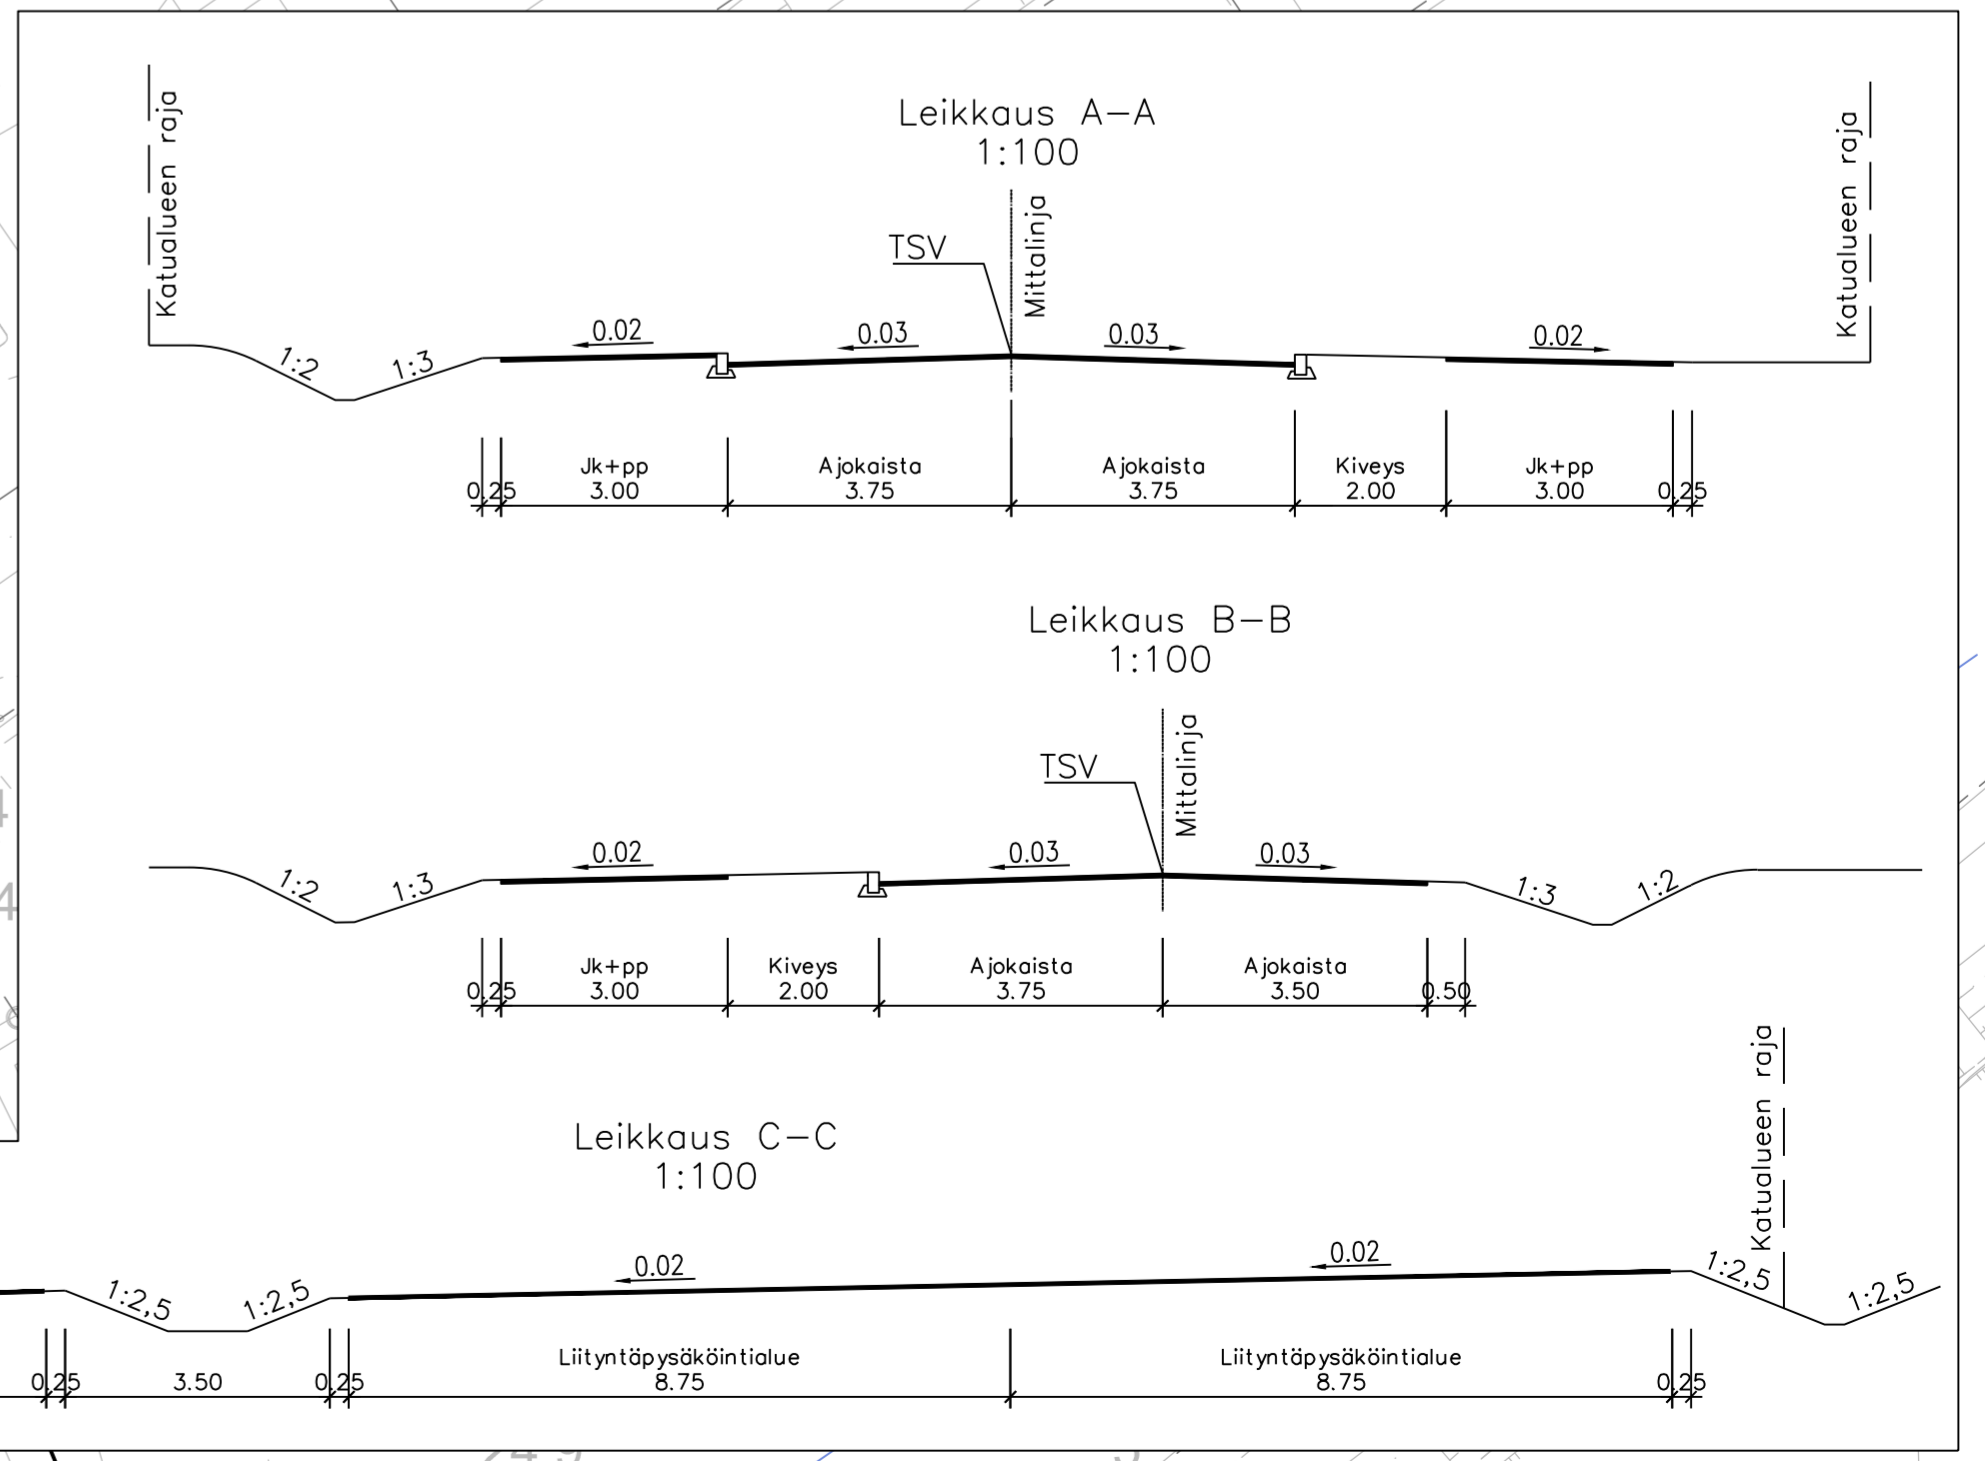 Leikkaus A-A
1:100
Katualueen raja
Katualueen raja
Mittalinja
TSV
1:2
1:3
0.02
0.03
0.03
0.02
Jk+pp
Ajokaista
Ajokaista
Kiveys
Jk+pp
0.25
3.00
3.75
3.75
2.00
3.00
0.25
Leikkaus B-B
1:100
Mittalinja
TSV
1:2
1:3
0.02
0.03
0.03
1:3
1:2
Jk+pp
Kiveys
Ajokaista
Ajokaista
0.25
3.00
2.00
3.75
3.50
0.50
Leikkaus C-C
1:100
Katualueen raja
1:2,5
1:2,5
0.02
0.02
1:2,5
1:2,5
Liityntäpysäköintialue
Liityntäpysäköintialue
0.25
3.50
0.25
8.75
8.75
0.25